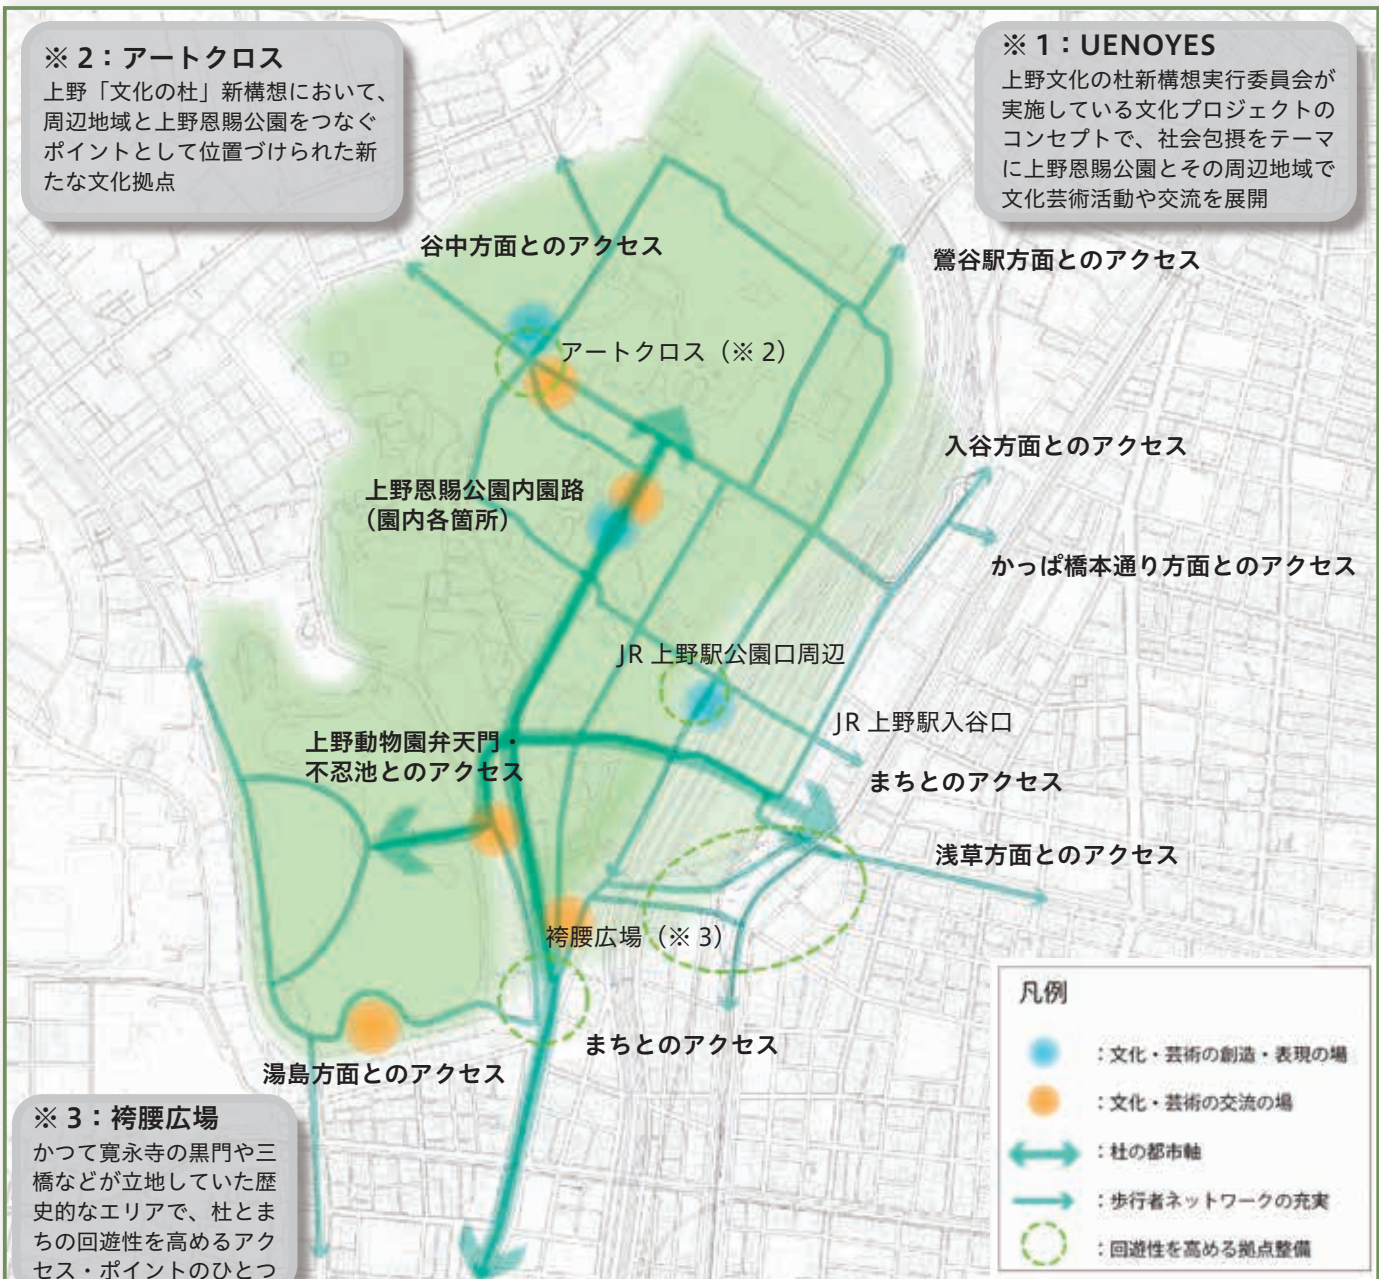 ※ 2：アートクロス
上野「文化の杜」新構想において、
周辺地域と上野恩賜公園をつなぐ
ポイントとして位置づけられた新
たな文化拠点
※ 1：UENOYES
上野文化の杜新構想実行委員会が
実施している文化プロジェクトの
コンセプトで、社会包摂をテーマ
に上野恩賜公園とその周辺地域で
文化芸術活動や交流を展開
谷中方面とのアクセス
鶯谷駅方面とのアクセス
アートクロス（※ 2）
入谷方面とのアクセス
上野恩賜公園内園路
（園内各箇所）
かっぱ橋本通り方面とのアクセス
JR 上野駅公園口周辺
JR 上野駅入谷口
上野動物園弁天門・
不忍池とのアクセス
まちとのアクセス
浅草方面とのアクセス
袴腰広場（※ 3）
まちとのアクセス
湯島方面とのアクセス
※ 3：袴腰広場
かつて寛永寺の黒門や三
橋などが立地していた歴
史的なエリアで、杜とま
ちの回遊性を高めるアク
セス・ポイントのひとつ
凡例
：文化・芸術の創造・表現の場
：文化・芸術の交流の場
：杜の都市軸
：歩行者ネットワークの充実
：回遊性を高める拠点整備